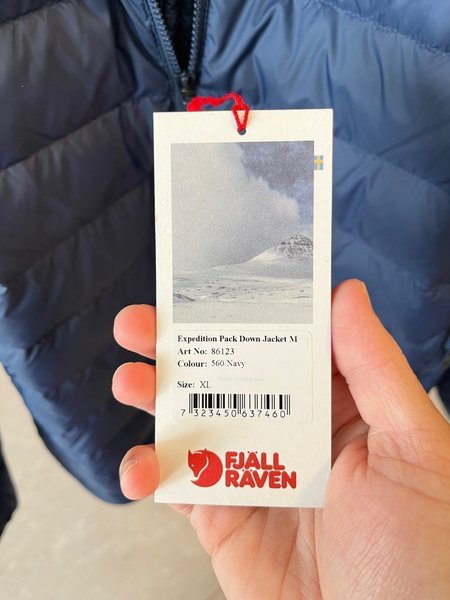 Expedition Pack Down Jacket M
Art No: 86123
Colour: 560/Navy
Size: XL
7 323450 637460
FJÄLL
RÄVEN